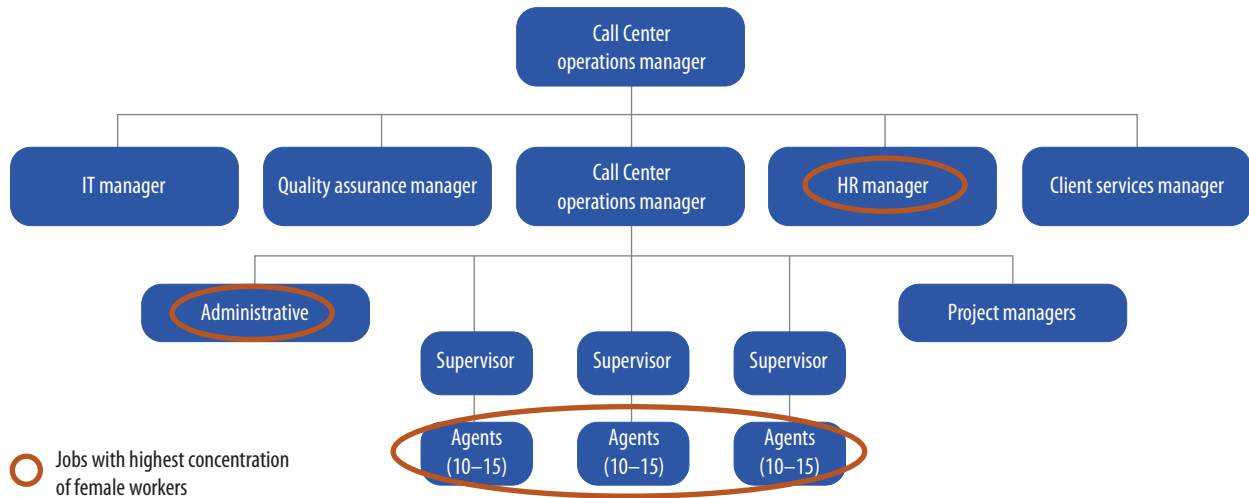 Call Center
operations manager
IT manager
Quality assurance manager
Call Center
operations manager
HR manager
Client services manager
Administrative
Project managers
Supervisor
Supervisor
Supervisor
Agents
(10–15)
Agents
(10–15)
Agents
(10–15)
Jobs with highest concentration
of female workers